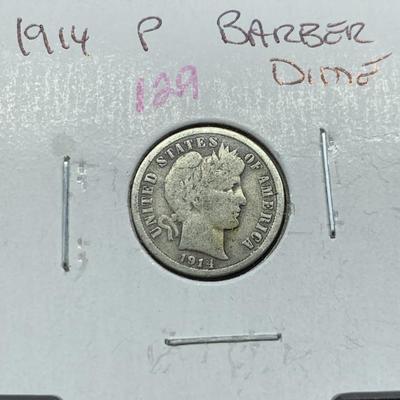 1914 P BARBER
DIME
129
UNITED STATES OF AMERICA
1914